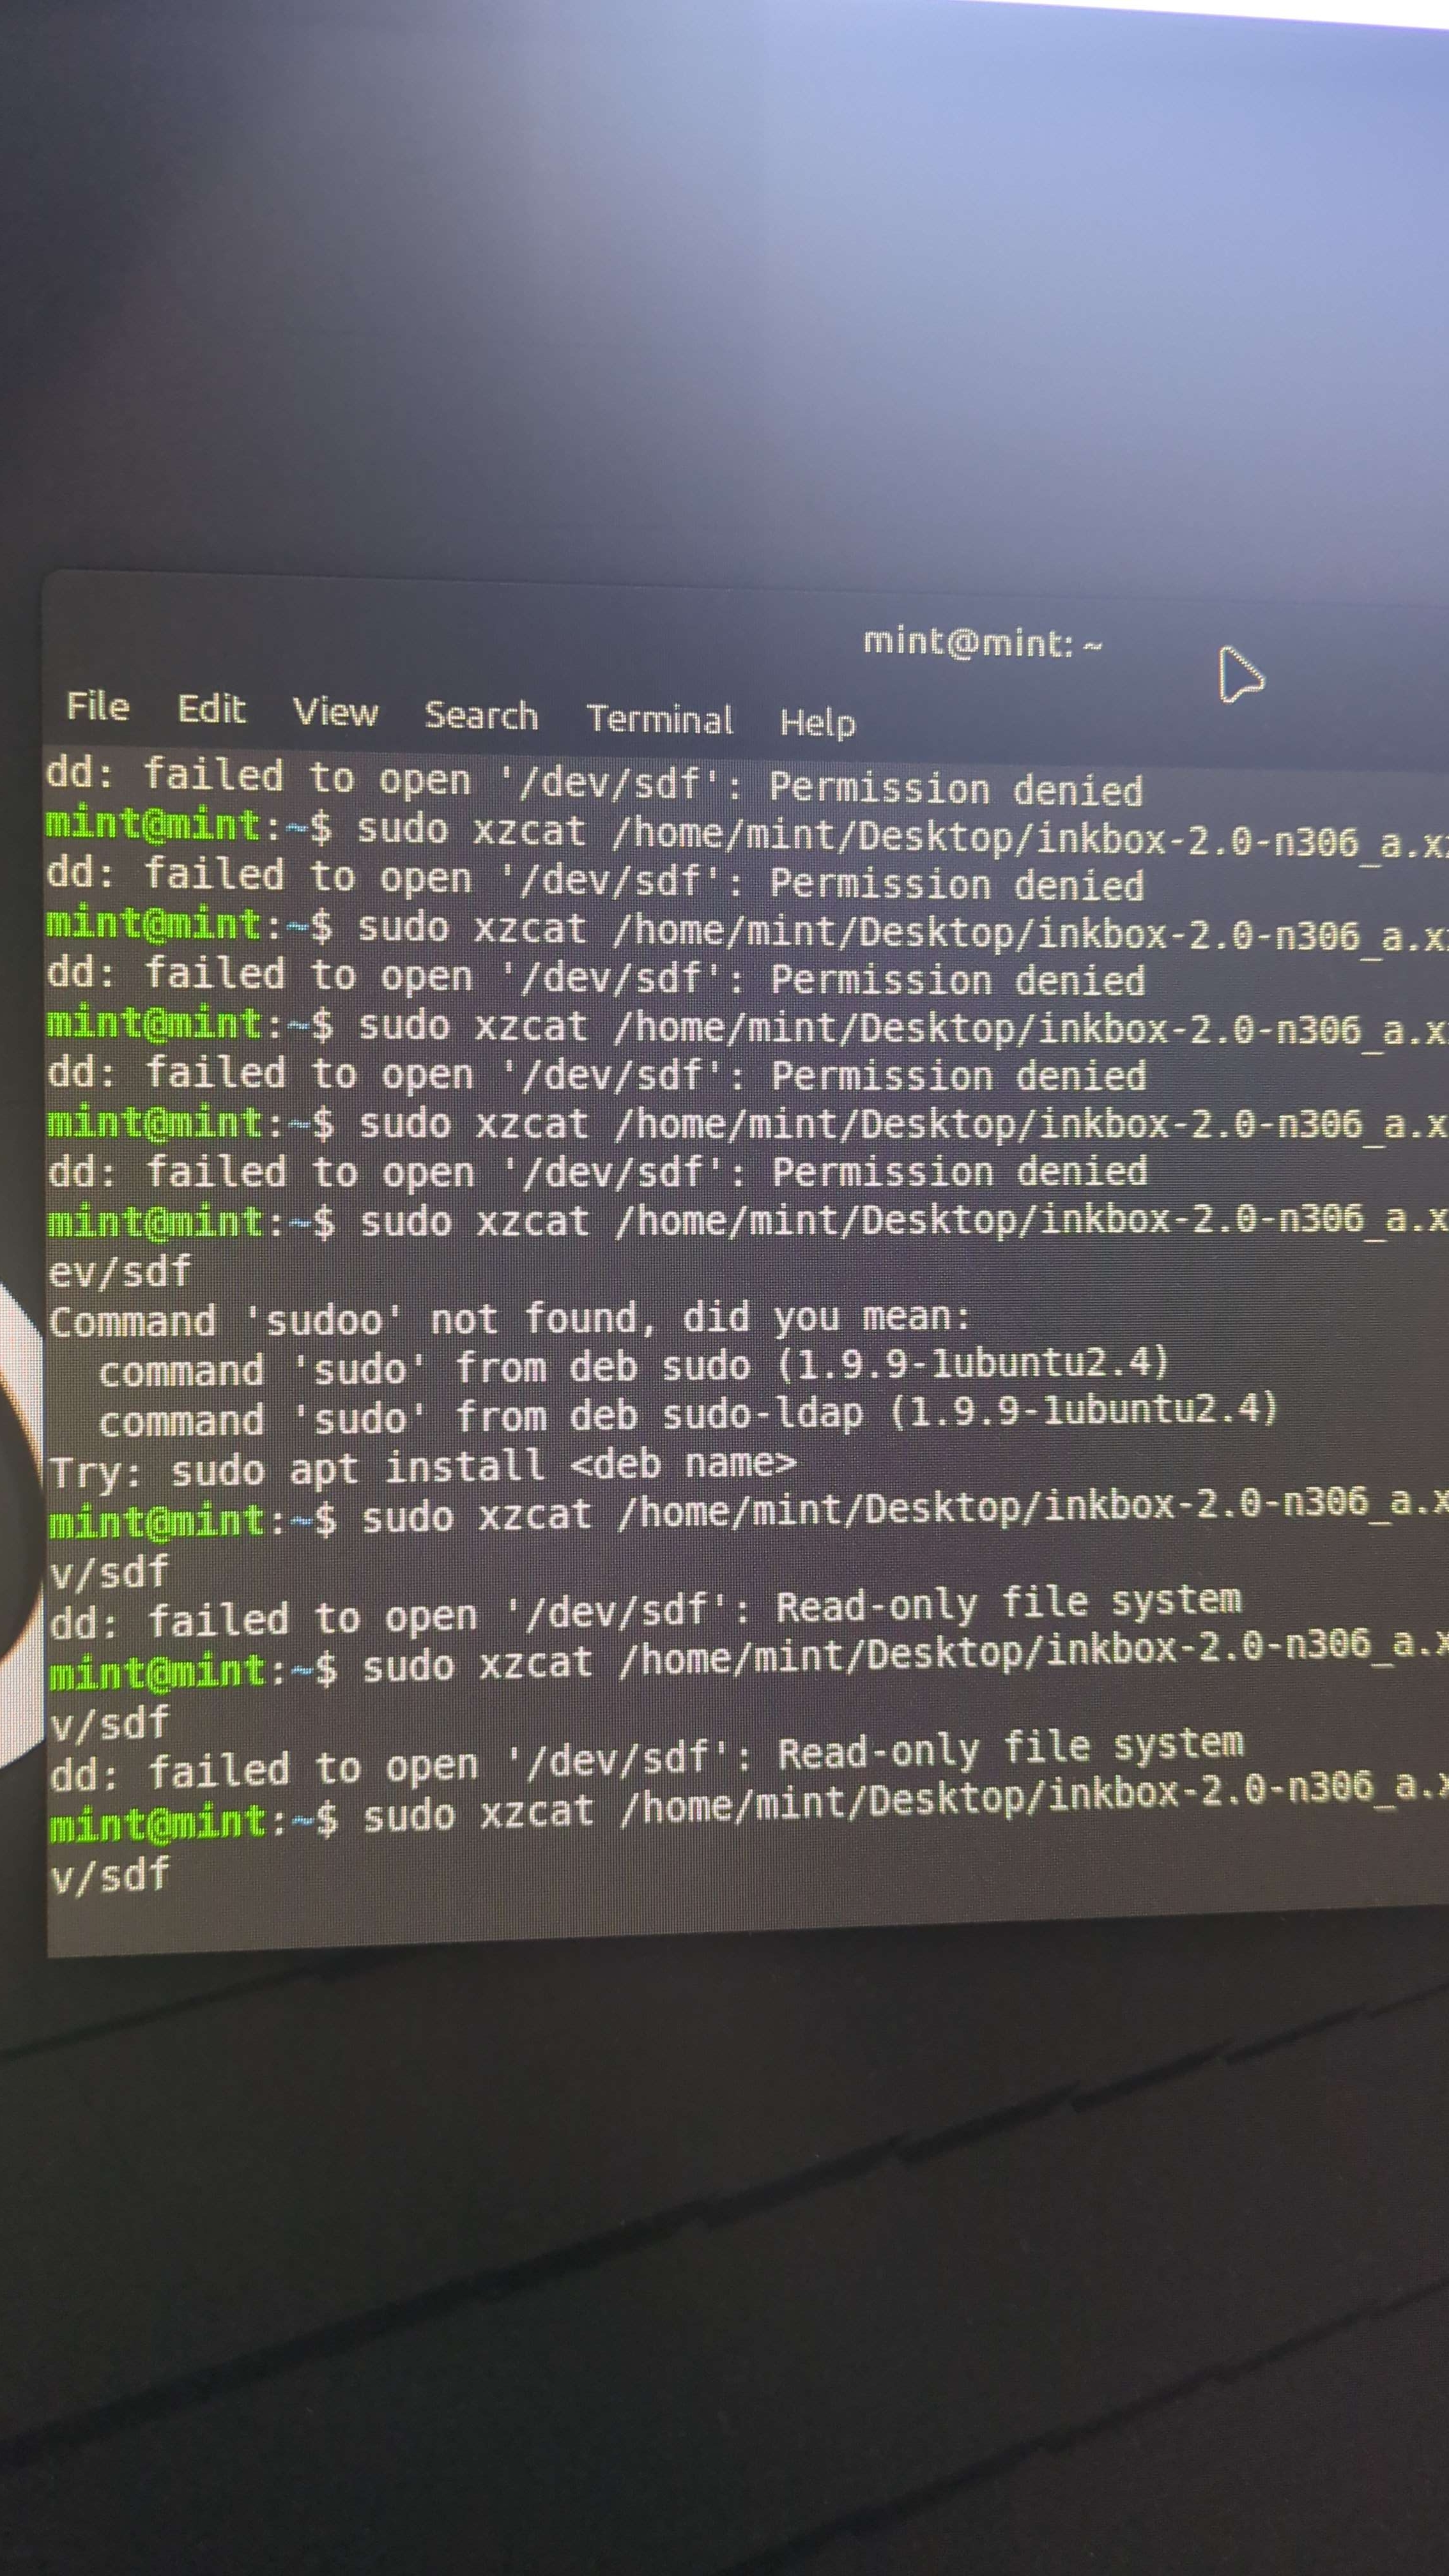 mint@mint: ~
File Edit View Search Terminal Help
dd: failed to open '/dev/sdf': Permission denied
mint@mint:~$ sudo xzcat /home/mint/Desktop/inkbox-2.0-n306_a.xz
dd: failed to open '/dev/sdf': Permission denied
mint@mint:~$ sudo xzcat /home/mint/Desktop/inkbox-2.0-n306_a.x
dd: failed to open '/dev/sdf': Permission denied
mint@mint:~$ sudo xzcat /home/mint/Desktop/inkbox-2.0-n306_a.x
dd: failed to open '/dev/sdf': Permission denied
mint@mint:~$ sudo xzcat /home/mint/Desktop/inkbox-2.0-n306_a.x
dd: failed to open '/dev/sdf': Permission denied
mint@mint:~$ sudo xzcat /home/mint/Desktop/inkbox-2.0-n306_a.x
ev/sdf
Command 'sudoo' not found, did you mean:
command 'sudo' from deb sudo (1.9.9-1ubuntu2.4)
command 'sudo' from deb sudo-ldap (1.9.9-1ubuntu2.4)
Try: sudo apt install <deb name>
mint@mint:~$ sudo xzcat /home/mint/Desktop/inkbox-2.0-n306_a.x
v/sdf
dd: failed to open '/dev/sdf': Read-only file system
mint@mint:~$ sudo xzcat /home/mint/Desktop/inkbox-2.0-n306_a.x
v/sdf
dd: failed to open '/dev/sdf': Read-only file system
mint@mint:~$ sudo xzcat /home/mint/Desktop/inkbox-2.0-n306_a.x
v/sdf